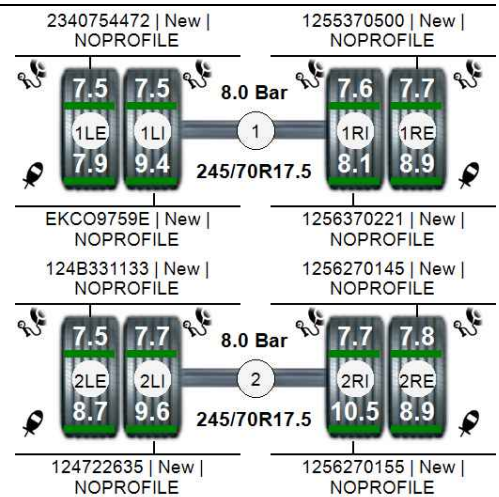 2340754472 | New |
NOPROFILE
1255370500 | New |
NOPROFILE
7.5 7.5 8.0 Bar 7.6 7.7
1LE 1LI 1 1RI 1RE
7.9 9.4 245/70R17.5 8.1 8.9
EKCO9759E | New |
NOPROFILE
1256370221 | New |
NOPROFILE
124B331133 | New |
NOPROFILE
1256270145 | New |
NOPROFILE
7.5 7.7 8.0 Bar 7.7 7.8
2LE 2LI 2 2RI 2RE
8.7 9.6 245/70R17.5 10.5 8.9
124722635 | New |
NOPROFILE
1256270155 | New |
NOPROFILE